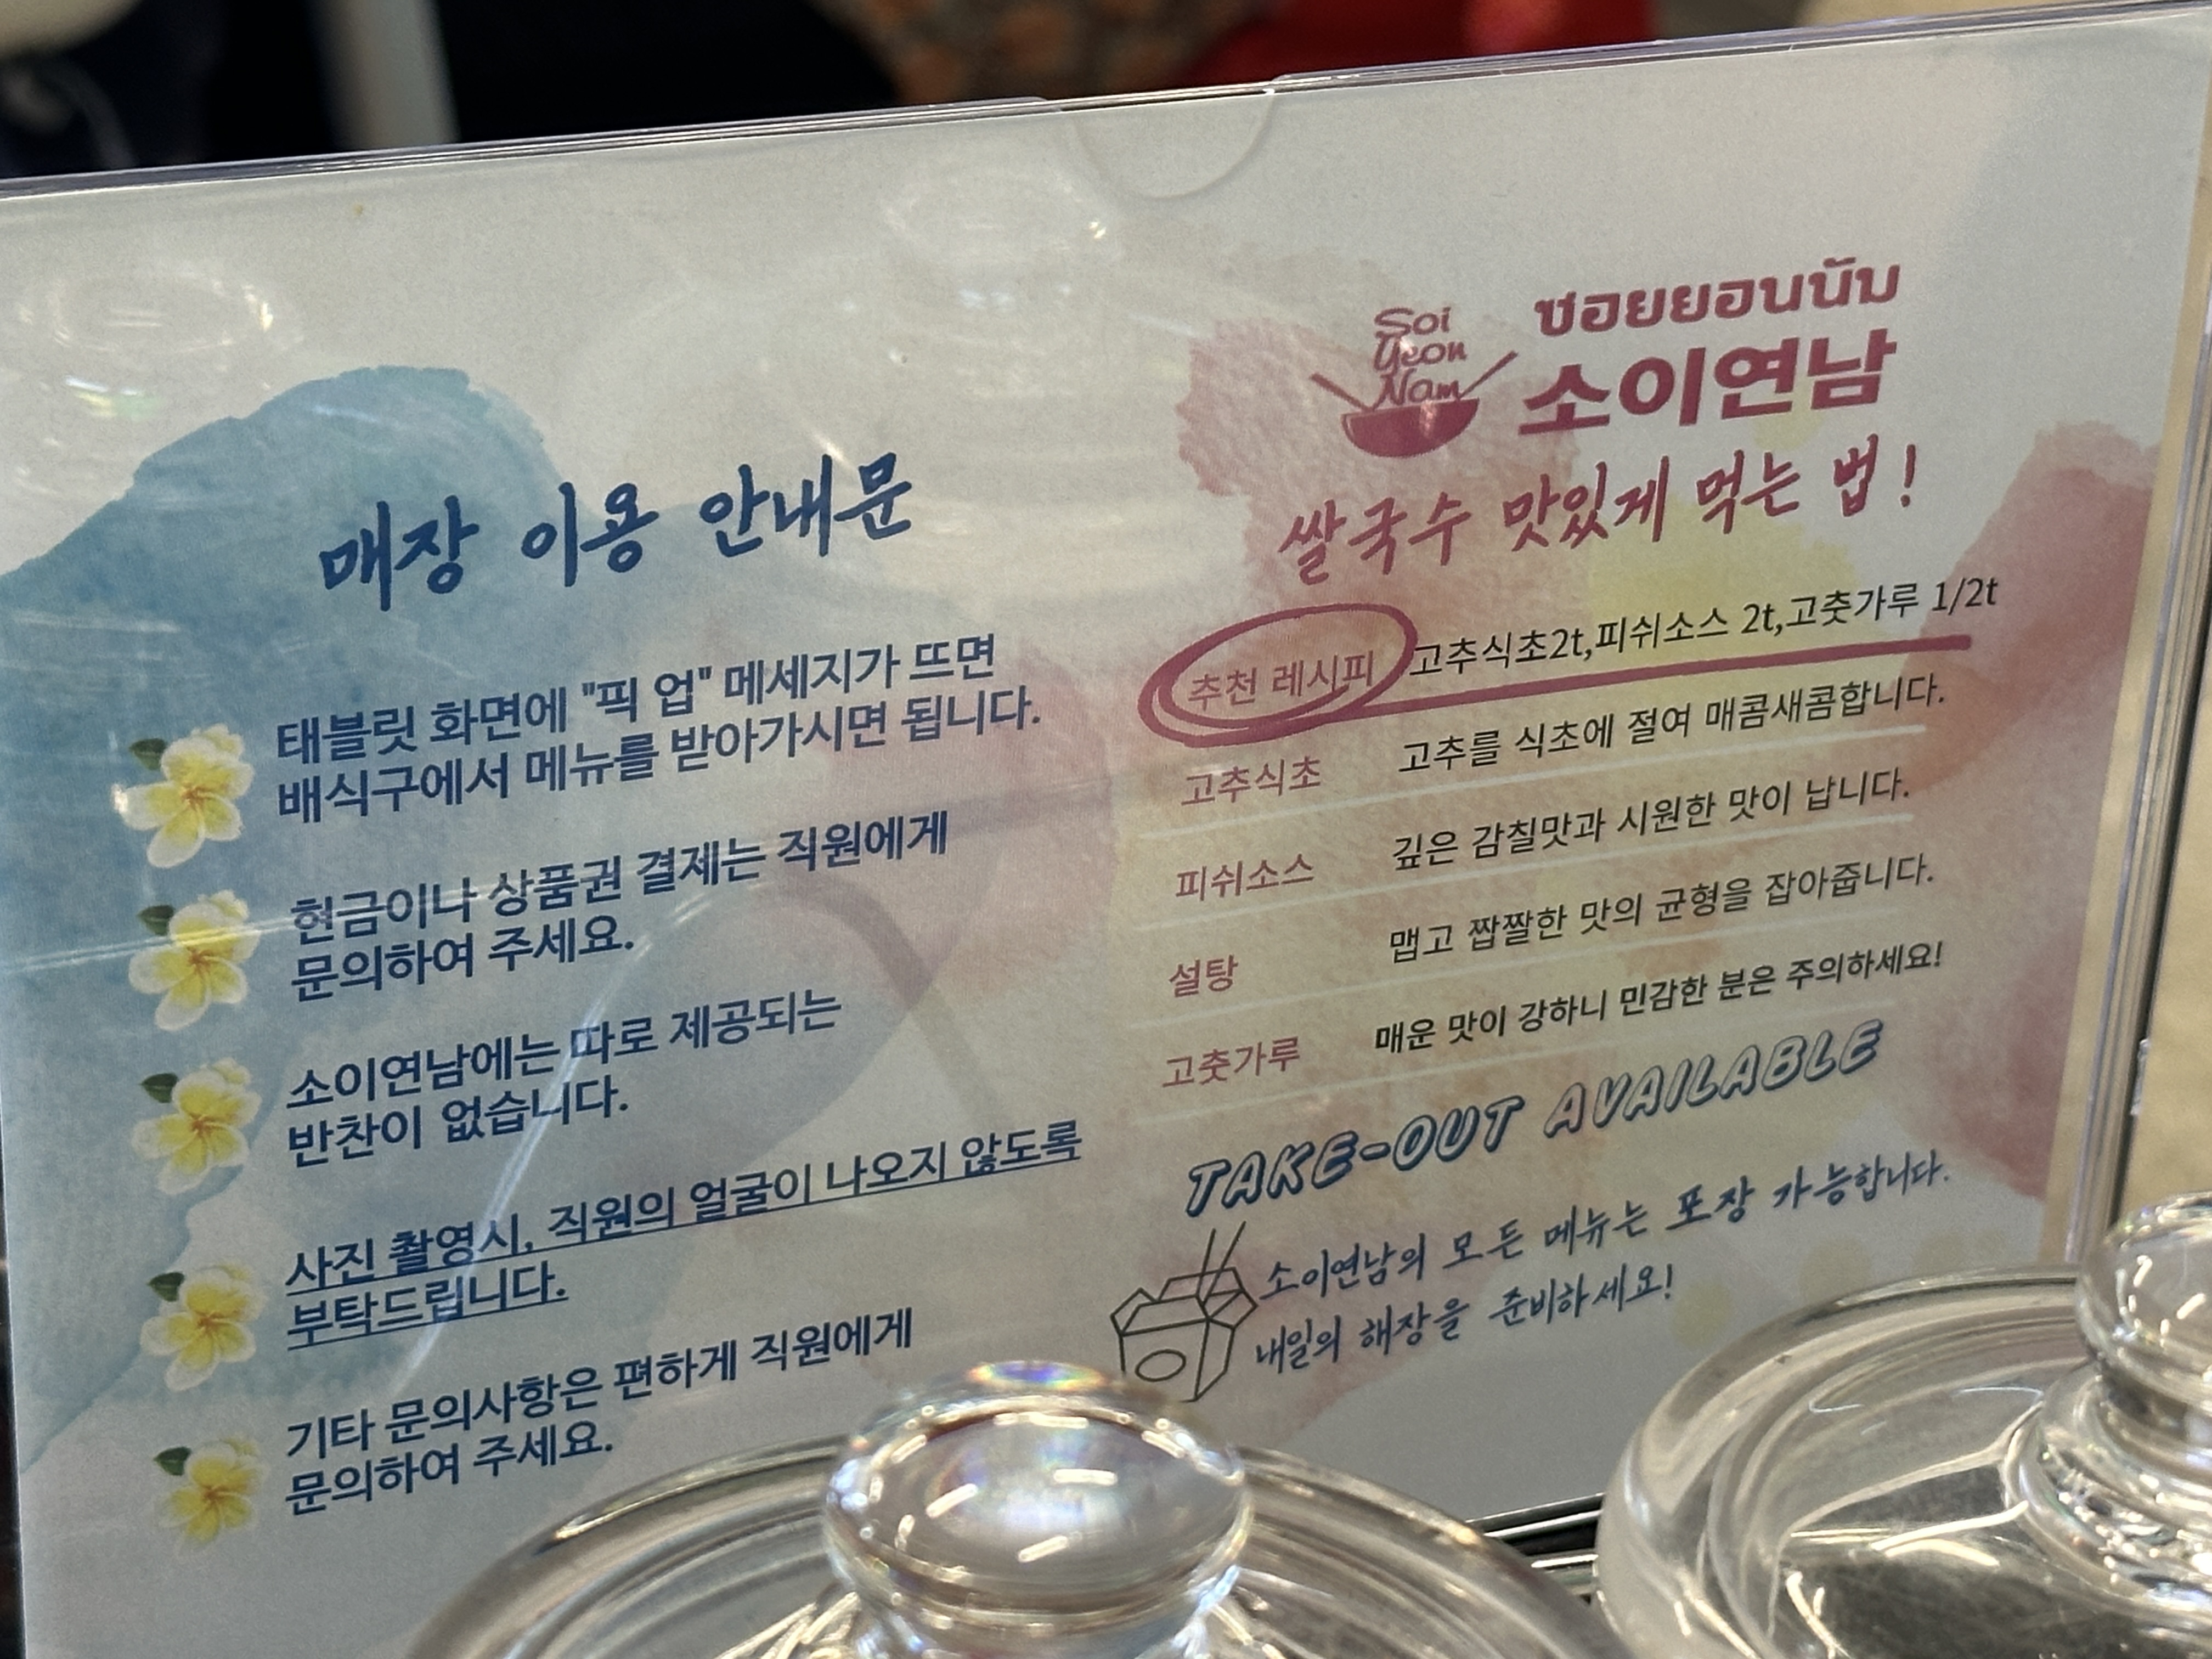 매장 이용 안내문
태블릿 화면에 "픽 업" 메세지가 뜨면
배식구에서 메뉴를 받아가시면 됩니다.
현금이나 상품권 결제는 직원에게
문의하여 주세요.
소이연남에는 따로 제공되는
반찬이 없습니다.
사진 촬영시, 직원의 얼굴이 나오지 않도록
부탁드립니다.
기타 문의사항은 편하게 직원에게
문의하여 주세요.
Soi
Yeon
Nam
ซอยยอนนัม
소이연남
쌀국수 맛있게 먹는 법!
추천 레시피 고추식초2t,피쉬소스 2t,고춧가루 1/2t
고추식초 고추를 식초에 절여 매콤새콤합니다.
피쉬소스 깊은 감칠맛과 시원한 맛이 납니다.
설탕 맵고 짭짤한 맛의 균형을 잡아줍니다.
고춧가루 매운 맛이 강하니 민감한 분은 주의하세요!
TAKE-OUT AVAILABLE
소이연남의 모든 메뉴는 포장 가능합니다.
내일의 해장을 준비하세요!